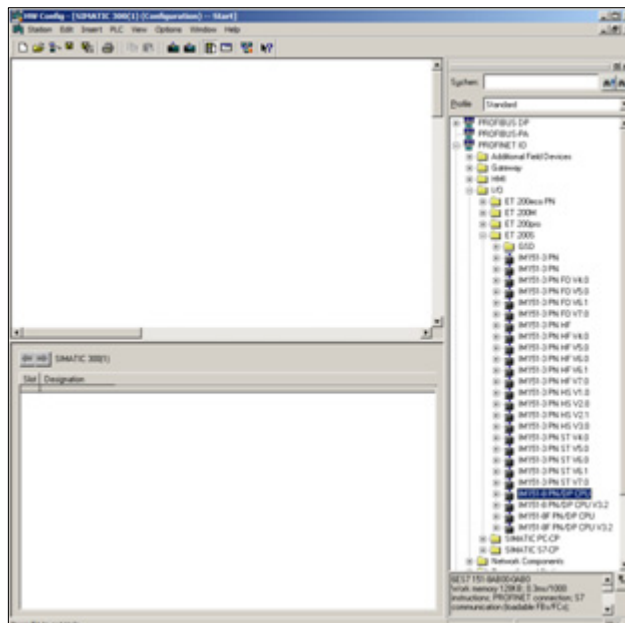 HW Config - [SIMATIC 300(1) (Configuration) -- Start]
Station Edit Insert PLC View Options Window Help
Suchen:
Profile: Standard
PROFIBUS DP
PROFIBUS-PA
PROFINET IO
Additional Field Devices
Gateway
HMI
I/O
ET 200eco PN
ET 200M
ET 200pro
ET 200S
GSD
IM151-3 PN
IM151-3 PN
IM151-3 PN FO V4.0
IM151-3 PN FO V5.0
IM151-3 PN FO V6.1
IM151-3 PN FO V7.0
IM151-3 PN HF
IM151-3 PN HF V4.0
IM151-3 PN HF V5.0
IM151-3 PN HF V6.0
IM151-3 PN HF V6.1
IM151-3 PN HF V7.0
IM151-3 PN HS V1.0
IM151-3 PN HS V2.0
IM151-3 PN HS V2.1
IM151-3 PN HS V3.0
IM151-3 PN ST V4.0
IM151-3 PN ST V5.0
IM151-3 PN ST V6.0
IM151-3 PN ST V6.1
IM151-3 PN ST V7.0
IM151-8 PN/DP CPU
IM151-8 PN/DP CPU V3.2
IM151-8F PN/DP CPU
IM151-8F PN/DP CPU V3.2
SIMATIC PC-CP
SIMATIC S7-CP
Network Components
SIMATIC 300(1)
Slot Designation
6ES7 151-8AB00-0AB0
Work memory 128KB; 0.3ms/1000
instructions; PROFINET connection; S7
communication (loadable FBs/FCs);